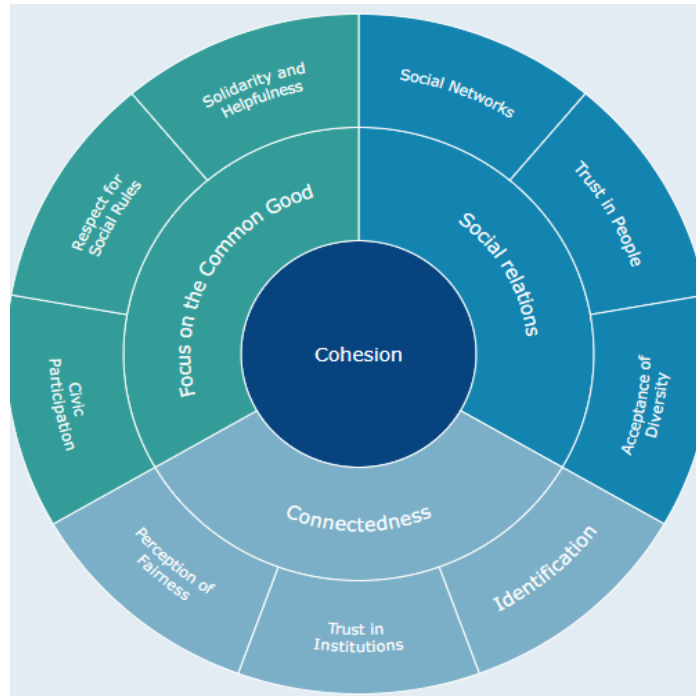 Solidarity and
Helpfulness
Social Networks
Respect for
Social Rules
Trust in People
Focus on the Common Good
Social relations
Cohesion
Civic
Participation
Acceptance of
Diversity
Connectedness
Perception of
Fairness
Identification
Trust in
Institutions